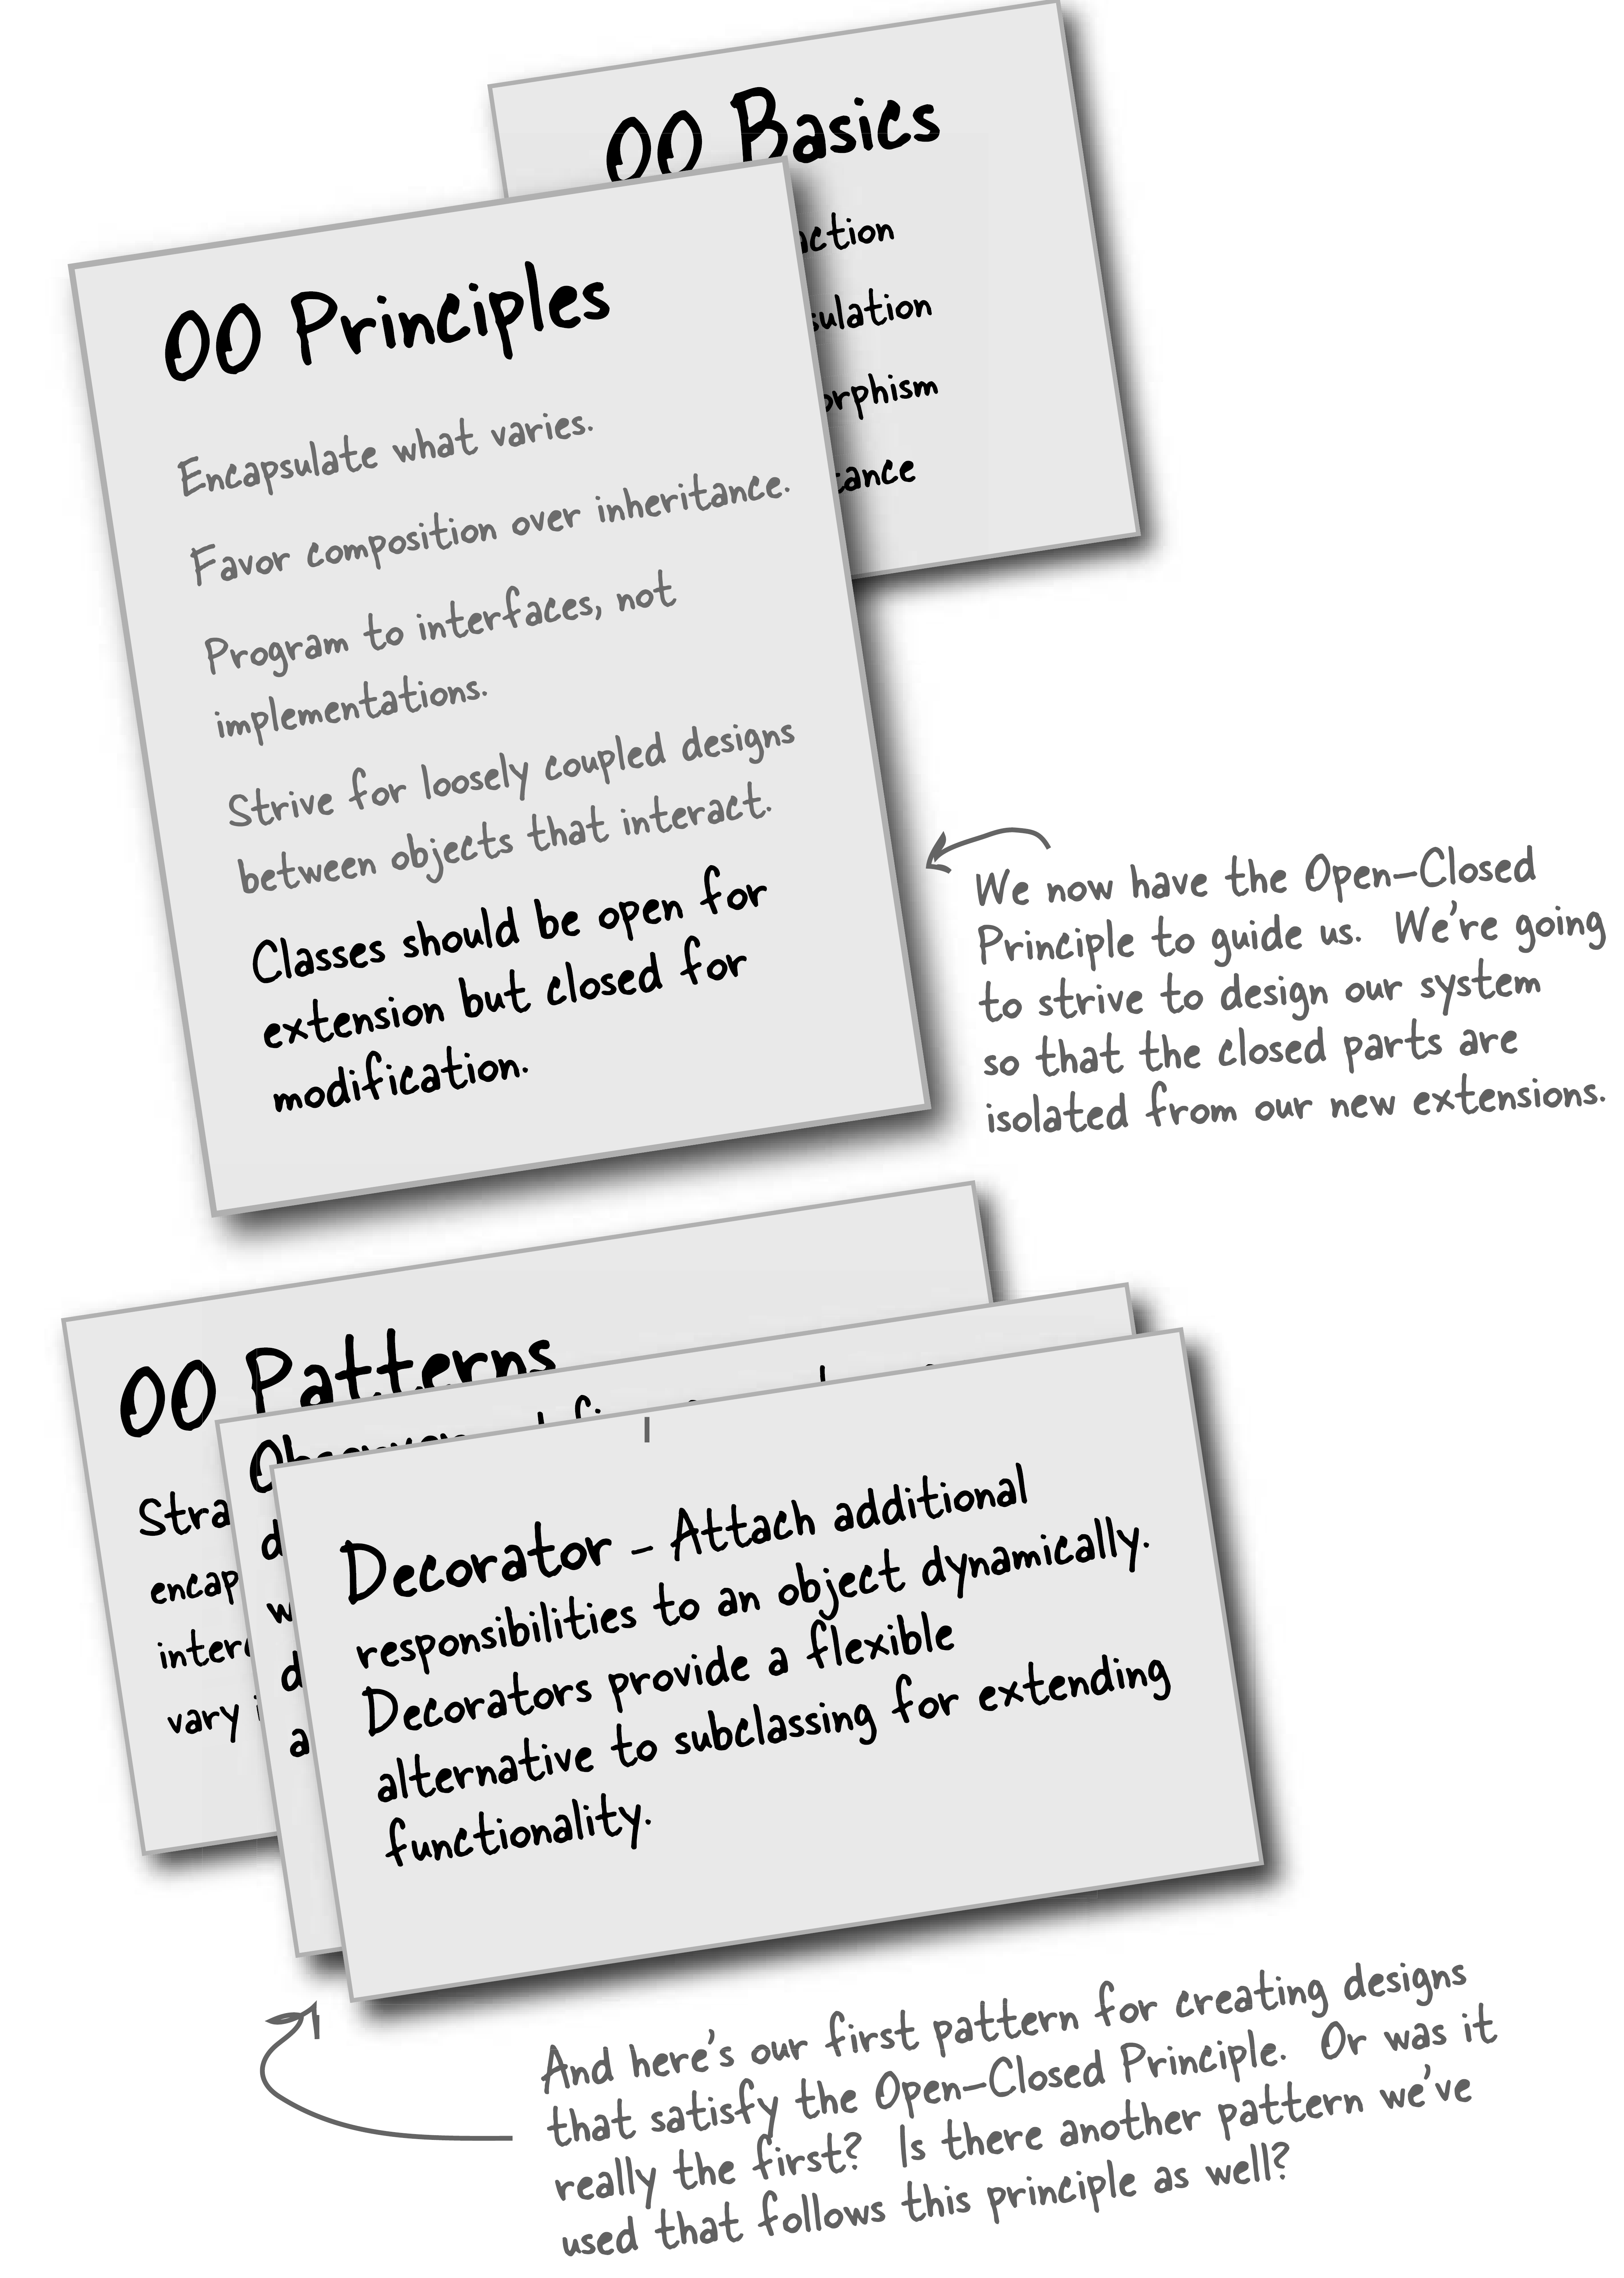 OO Basics
action
sulation
orphism
tance
OO Principles
Encapsulate what varies.
Favor composition over inheritance.
Program to interfaces, not
implementations.
Strive for loosely coupled designs
between objects that interact.
Classes should be open for
extension but closed for
modification.
We now have the Open-Closed
Principle to guide us. We're going
to strive to design our system
so that the closed parts are
isolated from our new extensions.
OO Patterns
Stra
encap
inter
vary i
Observer
d
w
d
a
Decorator - Attach additional
responsibilities to an object dynamically.
Decorators provide a flexible
alternative to subclassing for extending
functionality.
And here's our first pattern for creating designs
that satisfy the Open-Closed Principle. Or was it
really the first? Is there another pattern we've
used that follows this principle as well?